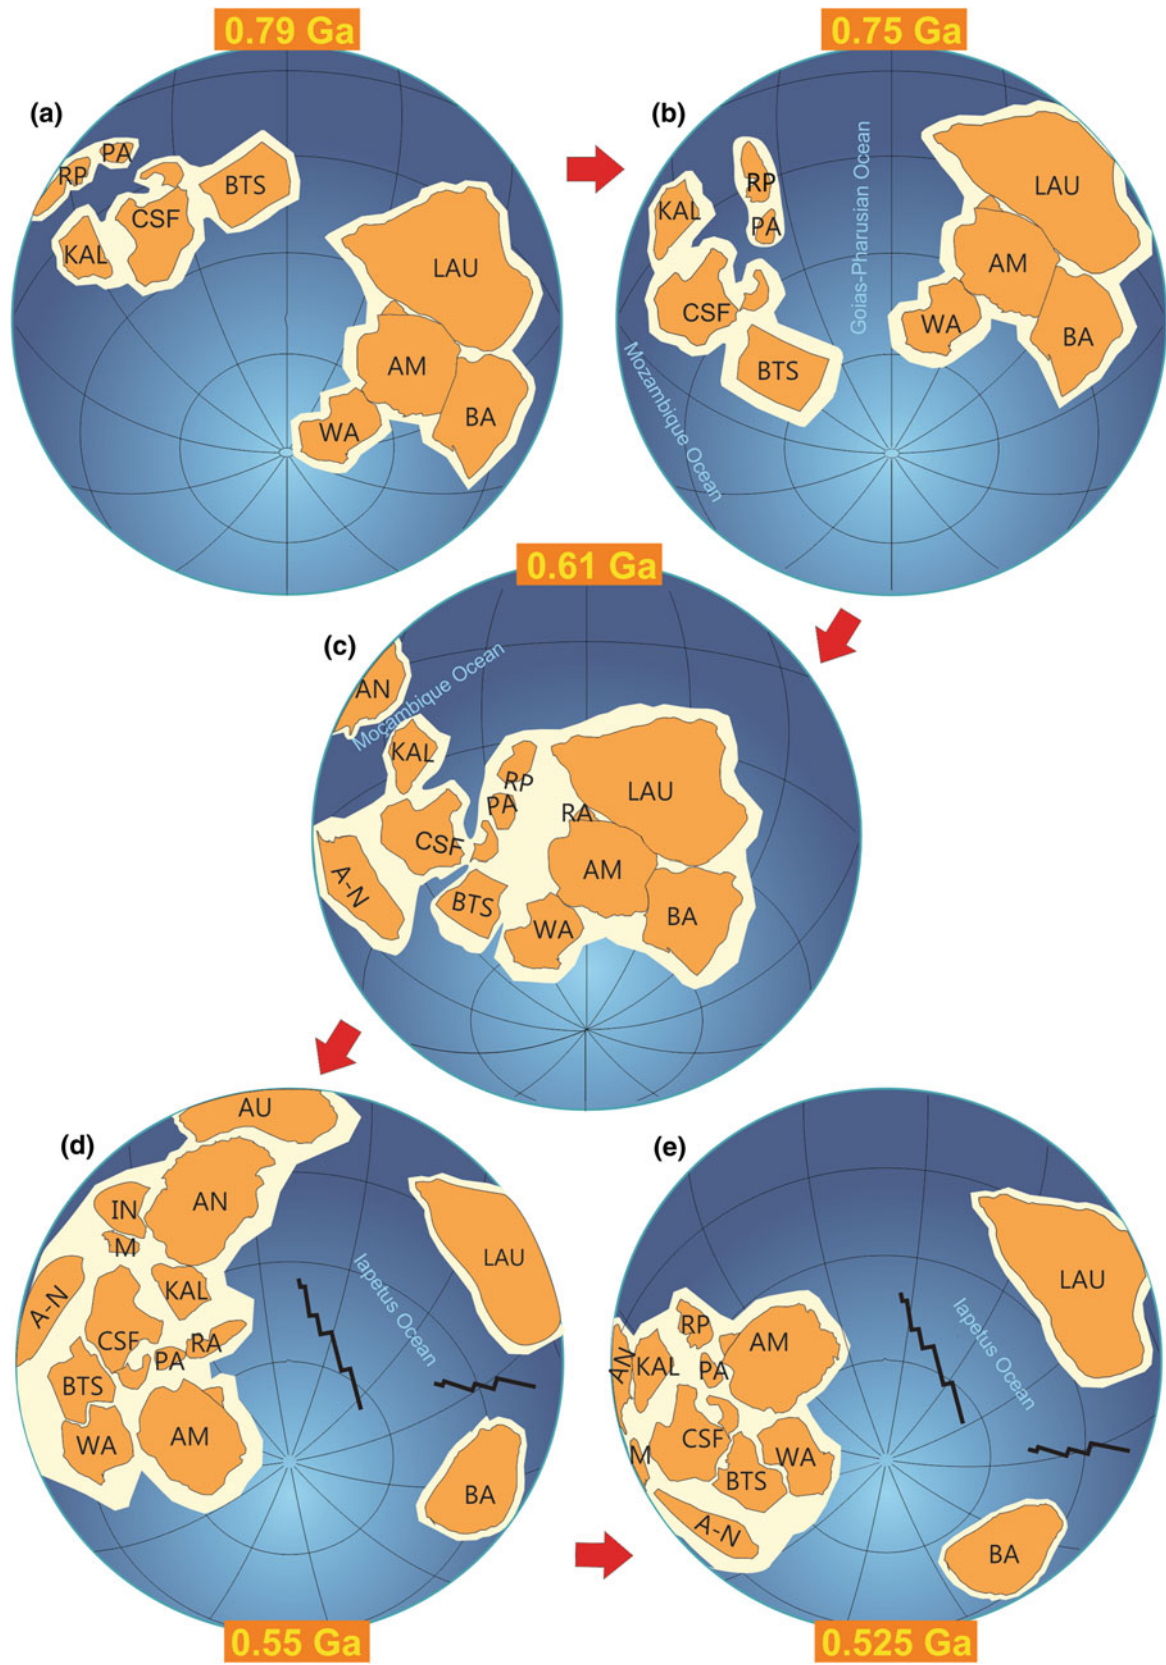 0.79 Ga
0.75 Ga
(a)
PA
RP
BTS
CSF
KAL
LAU
AM
BA
WA
(b)
RP
PA
KAL
CSF
BTS
Goias-Pharusian Ocean
Mozambique Ocean
LAU
AM
WA
BA
0.61 Ga
(c)
AN
Moçambique Ocean
KAL
RP
PA
CSF
RA
LAU
AM
A-N
BTS
WA
BA
(d)
AU
IN
AN
M
A-N
KAL
CSF
RA
PA
BTS
WA
AM
LAU
Iapetus Ocean
BA
0.55 Ga
(e)
LAU
Iapetus Ocean
RP
AM
AN
KAL
PA
CSF
M
WA
BTS
A-N
BA
0.525 Ga